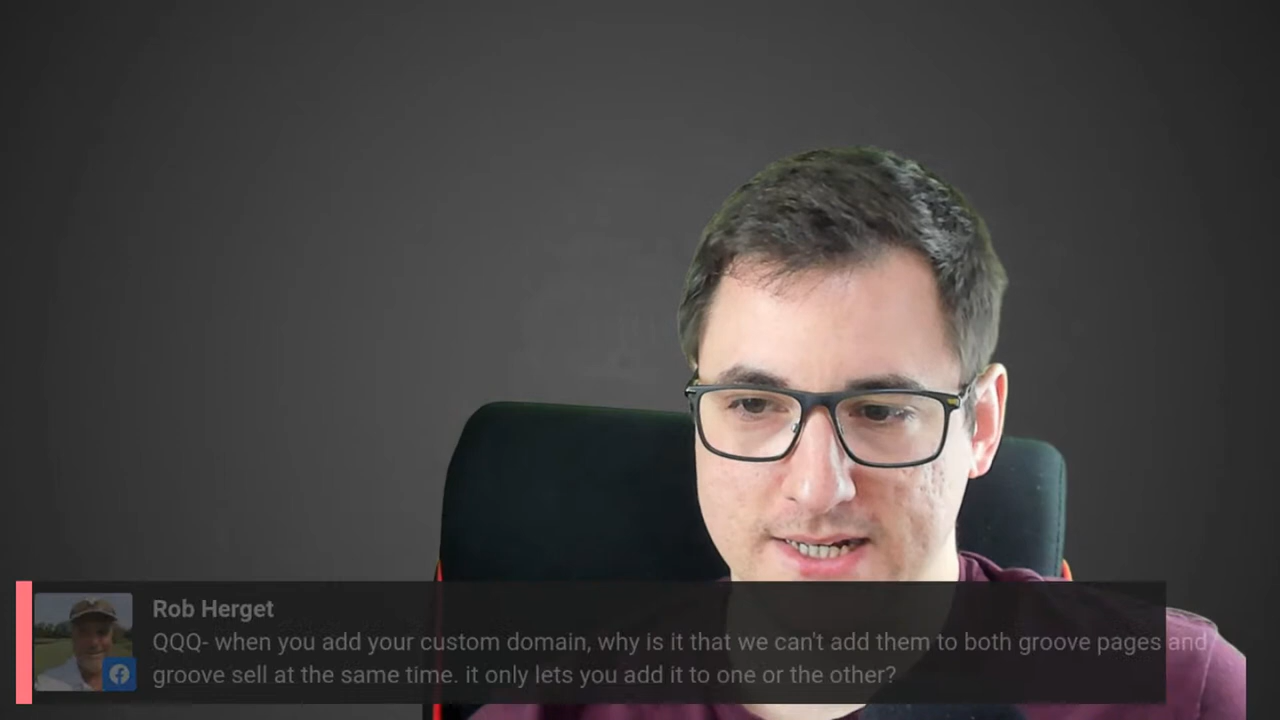 Rob Herget
QQQ- when you add your custom domain, why is it that we can't add them to both groove pages and
groove sell at the same time. it only lets you add it to one or the other?